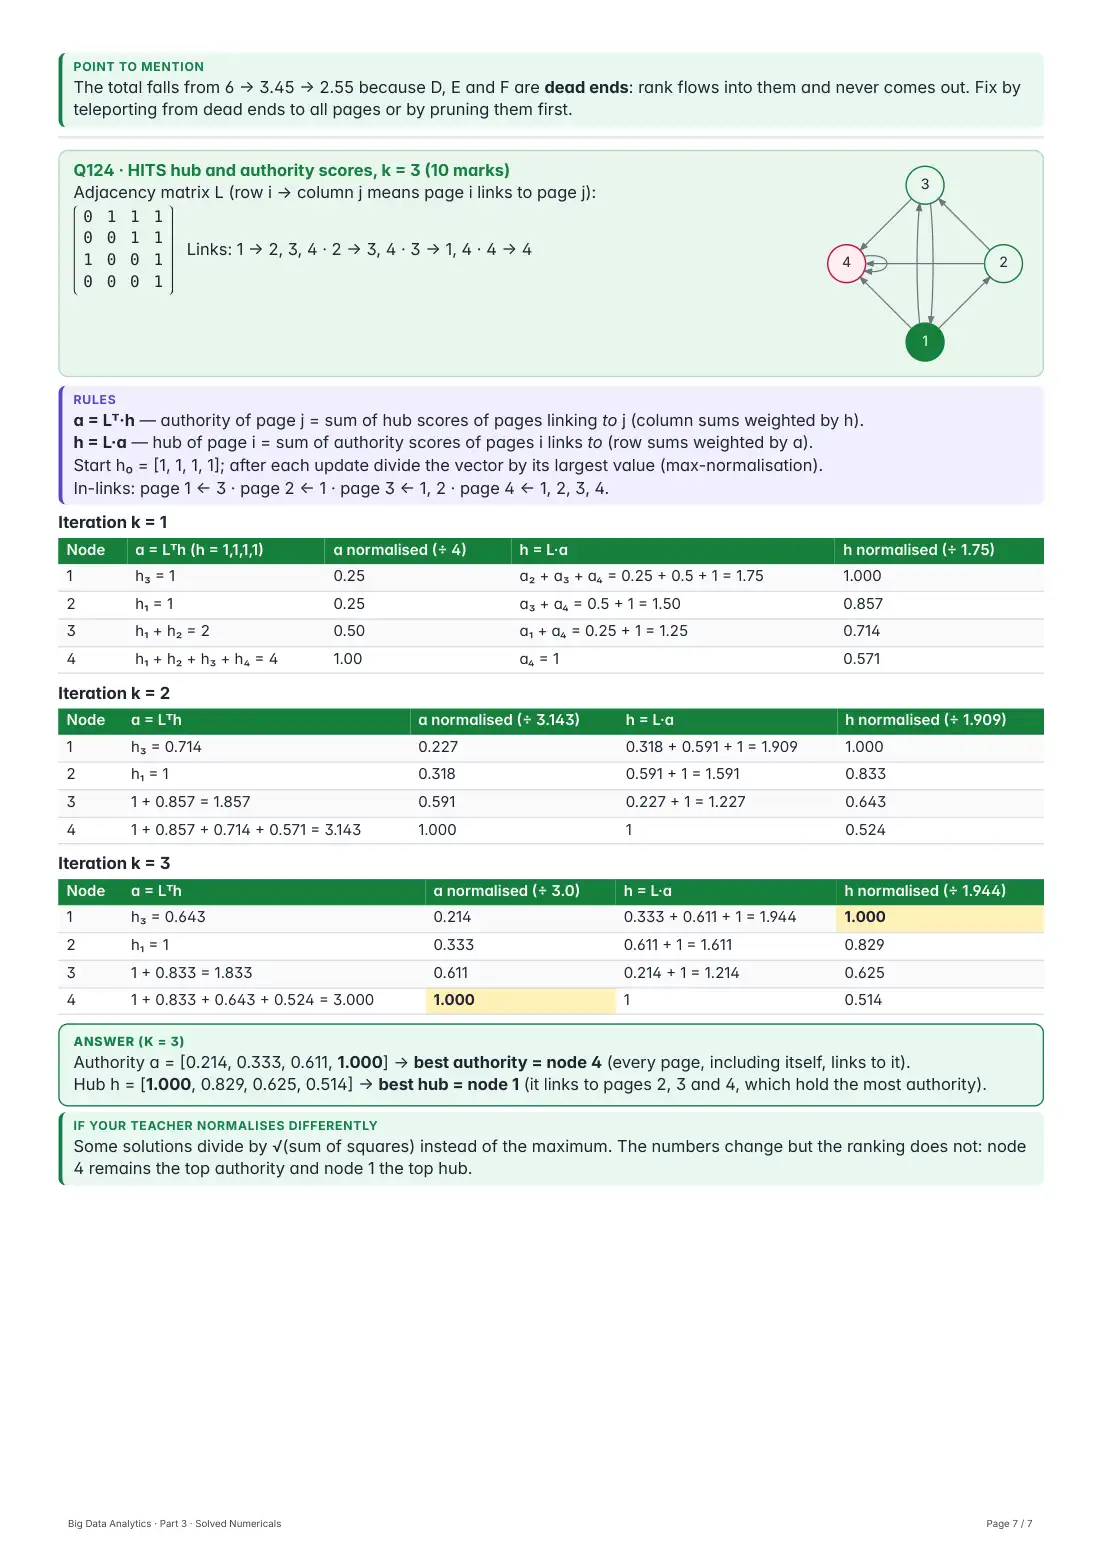 POINT TO MENTION
The total falls from 6 → 3.45 → 2.55 because D, E and F are dead ends: rank flows into them and never comes out. Fix by
teleporting from dead ends to all pages or by pruning them first.
Q124 · HITS hub and authority scores, k = 3 (10 marks)
Adjacency matrix L (row i → column j means page i links to page j):
0 1 1 1
0 0 1 1
1 0 0 1
0 0 0 1
Links: 1 → 2, 3, 4 · 2 → 3, 4 · 3 → 1, 4 · 4 → 4
3
4
2
1
RULES
a = Lᵀ·h — authority of page j = sum of hub scores of pages linking to j (column sums weighted by h).
h = L·a — hub of page i = sum of authority scores of pages i links to (row sums weighted by a).
Start h₀ = [1, 1, 1, 1]; after each update divide the vector by its largest value (max-normalisation).
In-links: page 1 ← 3 · page 2 ← 1 · page 3 ← 1, 2 · page 4 ← 1, 2, 3, 4.
Iteration k = 1
Node a = Lᵀh (h = 1,1,1,1) a normalised (÷ 4) h = L·a h normalised (÷ 1.75)
1 h₃ = 1 0.25 a₂ + a₃ + a₄ = 0.25 + 0.5 + 1 = 1.75 1.000
2 h₁ = 1 0.25 a₃ + a₄ = 0.5 + 1 = 1.50 0.857
3 h₁ + h₂ = 2 0.50 a₁ + a₄ = 0.25 + 1 = 1.25 0.714
4 h₁ + h₂ + h₃ + h₄ = 4 1.00 a₄ = 1 0.571
Iteration k = 2
Node a = Lᵀh a normalised (÷ 3.143) h = L·a h normalised (÷ 1.909)
1 h₃ = 0.714 0.227 0.318 + 0.591 + 1 = 1.909 1.000
2 h₁ = 1 0.318 0.591 + 1 = 1.591 0.833
3 1 + 0.857 = 1.857 0.591 0.227 + 1 = 1.227 0.643
4 1 + 0.857 + 0.714 + 0.571 = 3.143 1.000 1 0.524
Iteration k = 3
Node a = Lᵀh a normalised (÷ 3.0) h = L·a h normalised (÷ 1.944)
1 h₃ = 0.643 0.214 0.333 + 0.611 + 1 = 1.944 1.000
2 h₁ = 1 0.333 0.611 + 1 = 1.611 0.829
3 1 + 0.833 = 1.833 0.611 0.214 + 1 = 1.214 0.625
4 1 + 0.833 + 0.643 + 0.524 = 3.000 1.000 1 0.514
ANSWER (K = 3)
Authority a = [0.214, 0.333, 0.611, 1.000] → best authority = node 4 (every page, including itself, links to it).
Hub h = [1.000, 0.829, 0.625, 0.514] → best hub = node 1 (it links to pages 2, 3 and 4, which hold the most authority).
IF YOUR TEACHER NORMALISES DIFFERENTLY
Some solutions divide by √(sum of squares) instead of the maximum. The numbers change but the ranking does not: node
4 remains the top authority and node 1 the top hub.
Big Data Analytics · Part 3 · Solved Numericals
Page 7 / 7